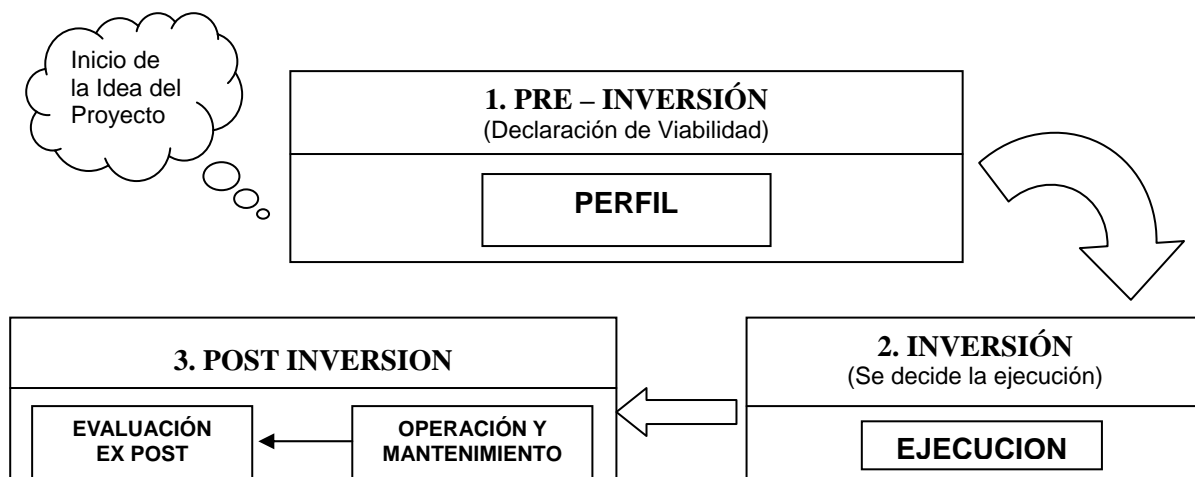 Inicio de
la Idea del
Proyecto
1. PRE – INVERSIÓN
(Declaración de Viabilidad)
PERFIL
2. INVERSIÓN
(Se decide la ejecución)
EJECUCION
3. POST INVERSION
OPERACIÓN Y
MANTENIMIENTO
EVALUACIÓN
EX POST